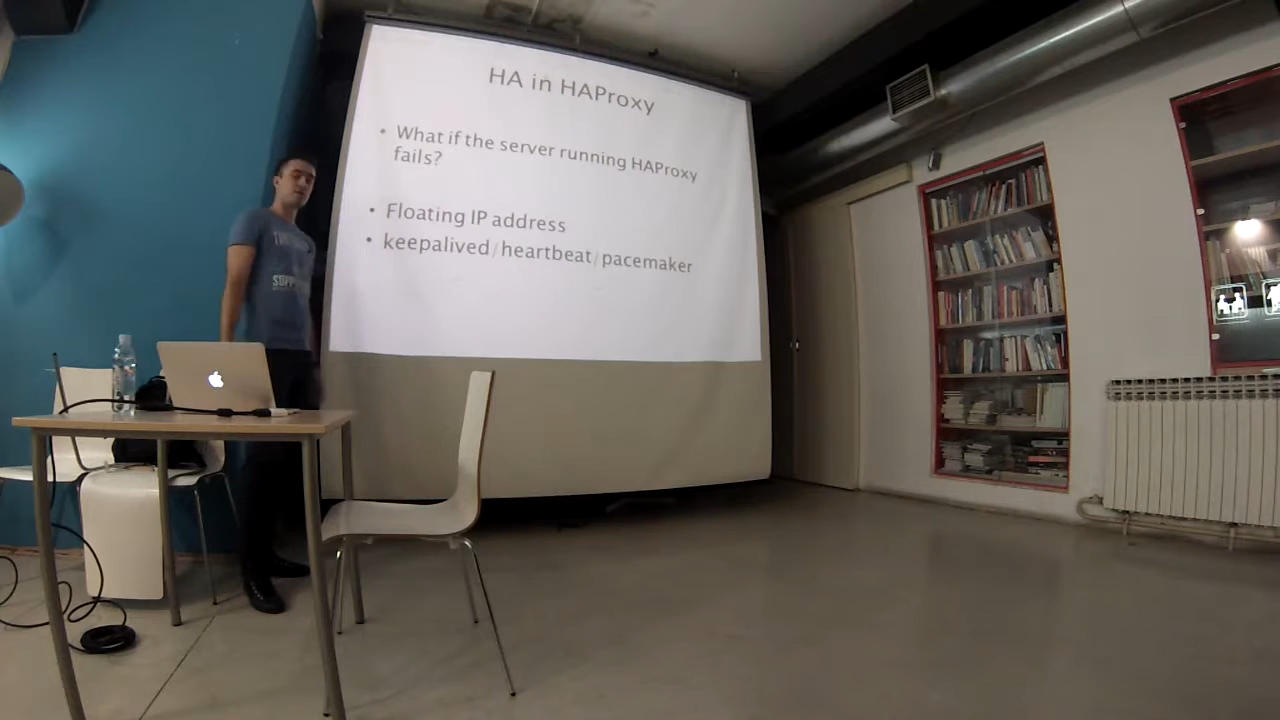 HA in HAProxy
• What if the server running HAProxy
fails?
• Floating IP address
• keepalived/heartbeat/pacemaker